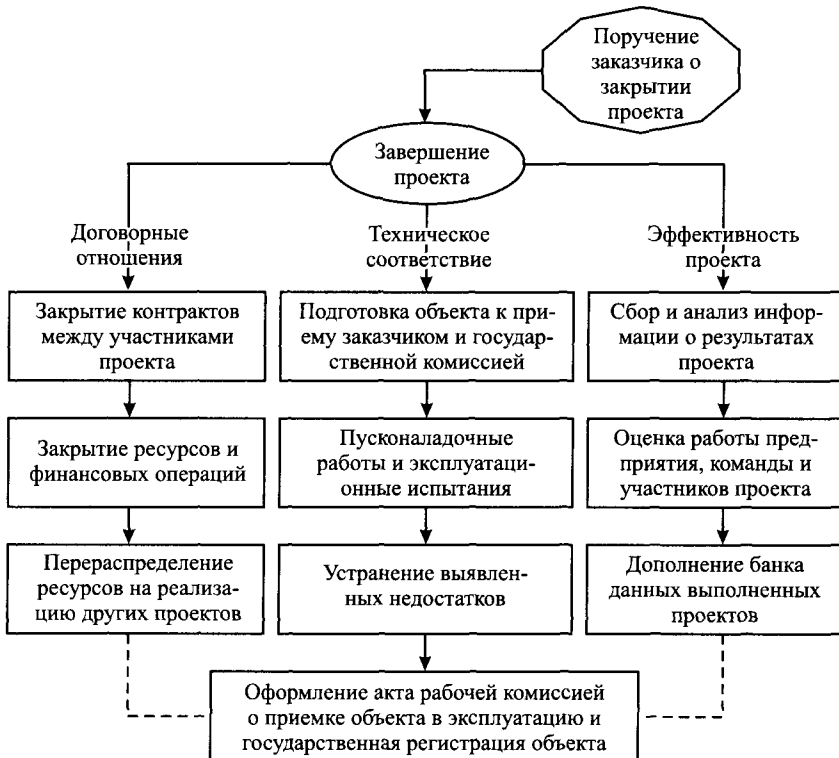 Поручение
заказчика о
закрытии
проекта
Завершение
проекта
Договорные
отношения
Техническое
соответствие
Эффективность
проекта
Закрытие контрактов
между участниками
проекта
Подготовка объекта к при-
ему заказчиком и государ-
ственной комиссией
Сбор и анализ инфор-
мации о результатах
проекта
Закрытие ресурсов и
финансовых операций
Пусконаладочные
работы и эксплуатаци-
онные испытания
Оценка работы пред-
приятия, команды и
участников проекта
Перераспределение
ресурсов на реализа-
цию других проектов
Устранение выявлен-
ных недостатков
Дополнение банка
данных выполненных
проектов
Оформление акта рабочей комиссией
о приемке объекта в эксплуатацию и
государственная регистрация объекта